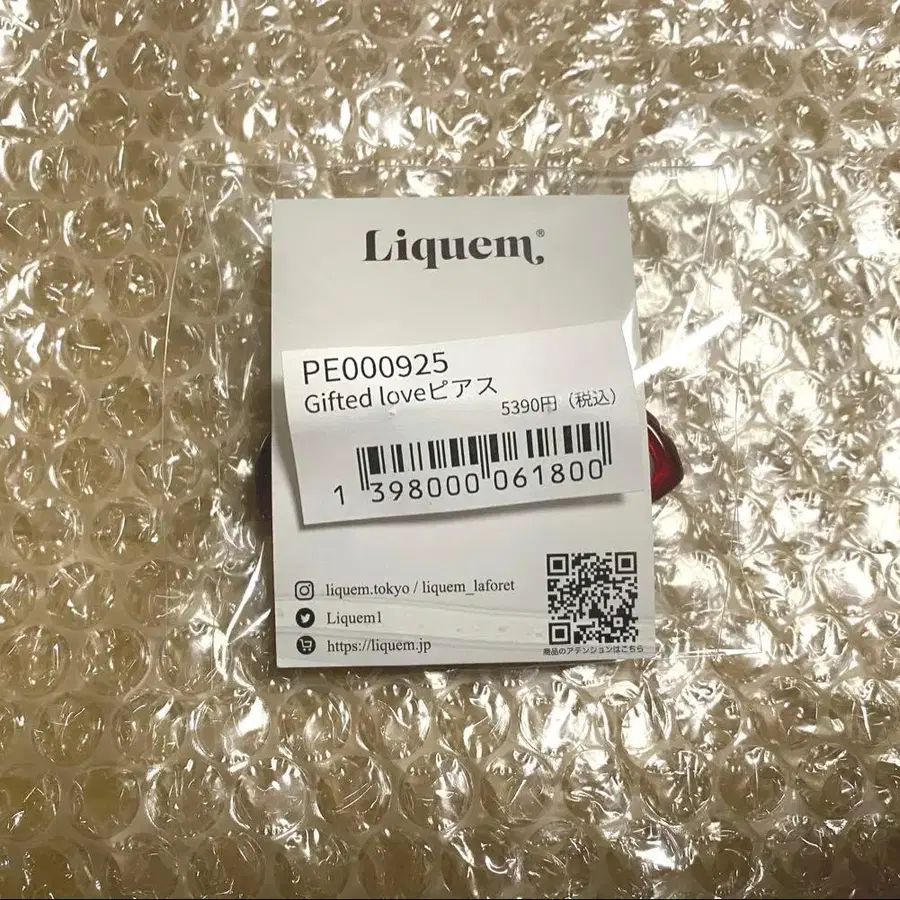 Liquem®
PE000925
Gifted loveピアス
5390円（税込）
1 398000 061800
liquem.tokyo / liquem_laforet
Liquem1
https://liquem.jp
商品のアテンションはこちら